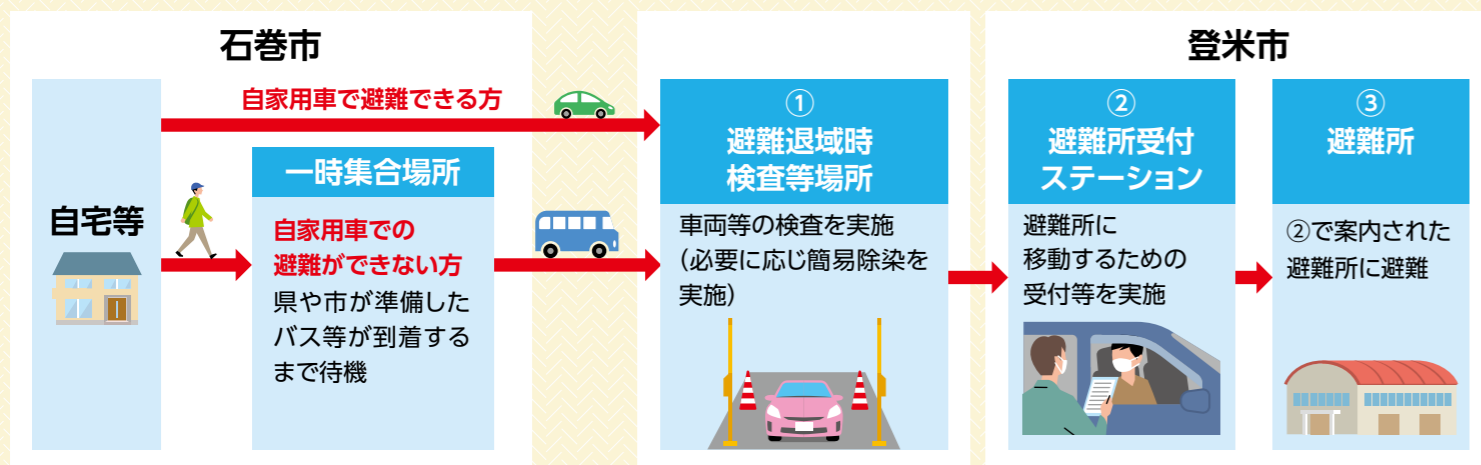 石巻市
自宅等
自家用車で避難できる方
一時集合場所
自家用車での
避難ができない方
県や市が準備した
バス等が到着する
まで待機
①
避難退域時
検査等場所
車両等の検査を実施
（必要に応じ簡易除染を
実施）
登米市
②
避難所受付
ステーション
避難所に
移動するための
受付等を実施
③
避難所
②で案内された
避難所に避難